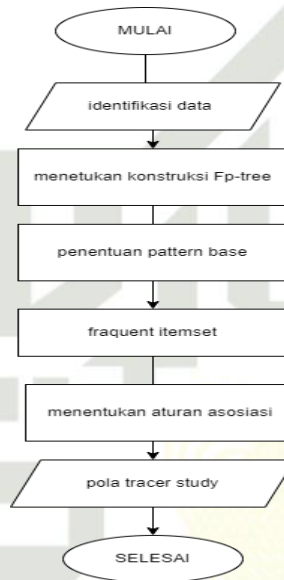 MULAI
identifikasi data
menetukan konstruksi Fp-tree
penentuan pattern base
fraquent itemset
menentukan aturan asosiasi
pola tracer study
SELESAI